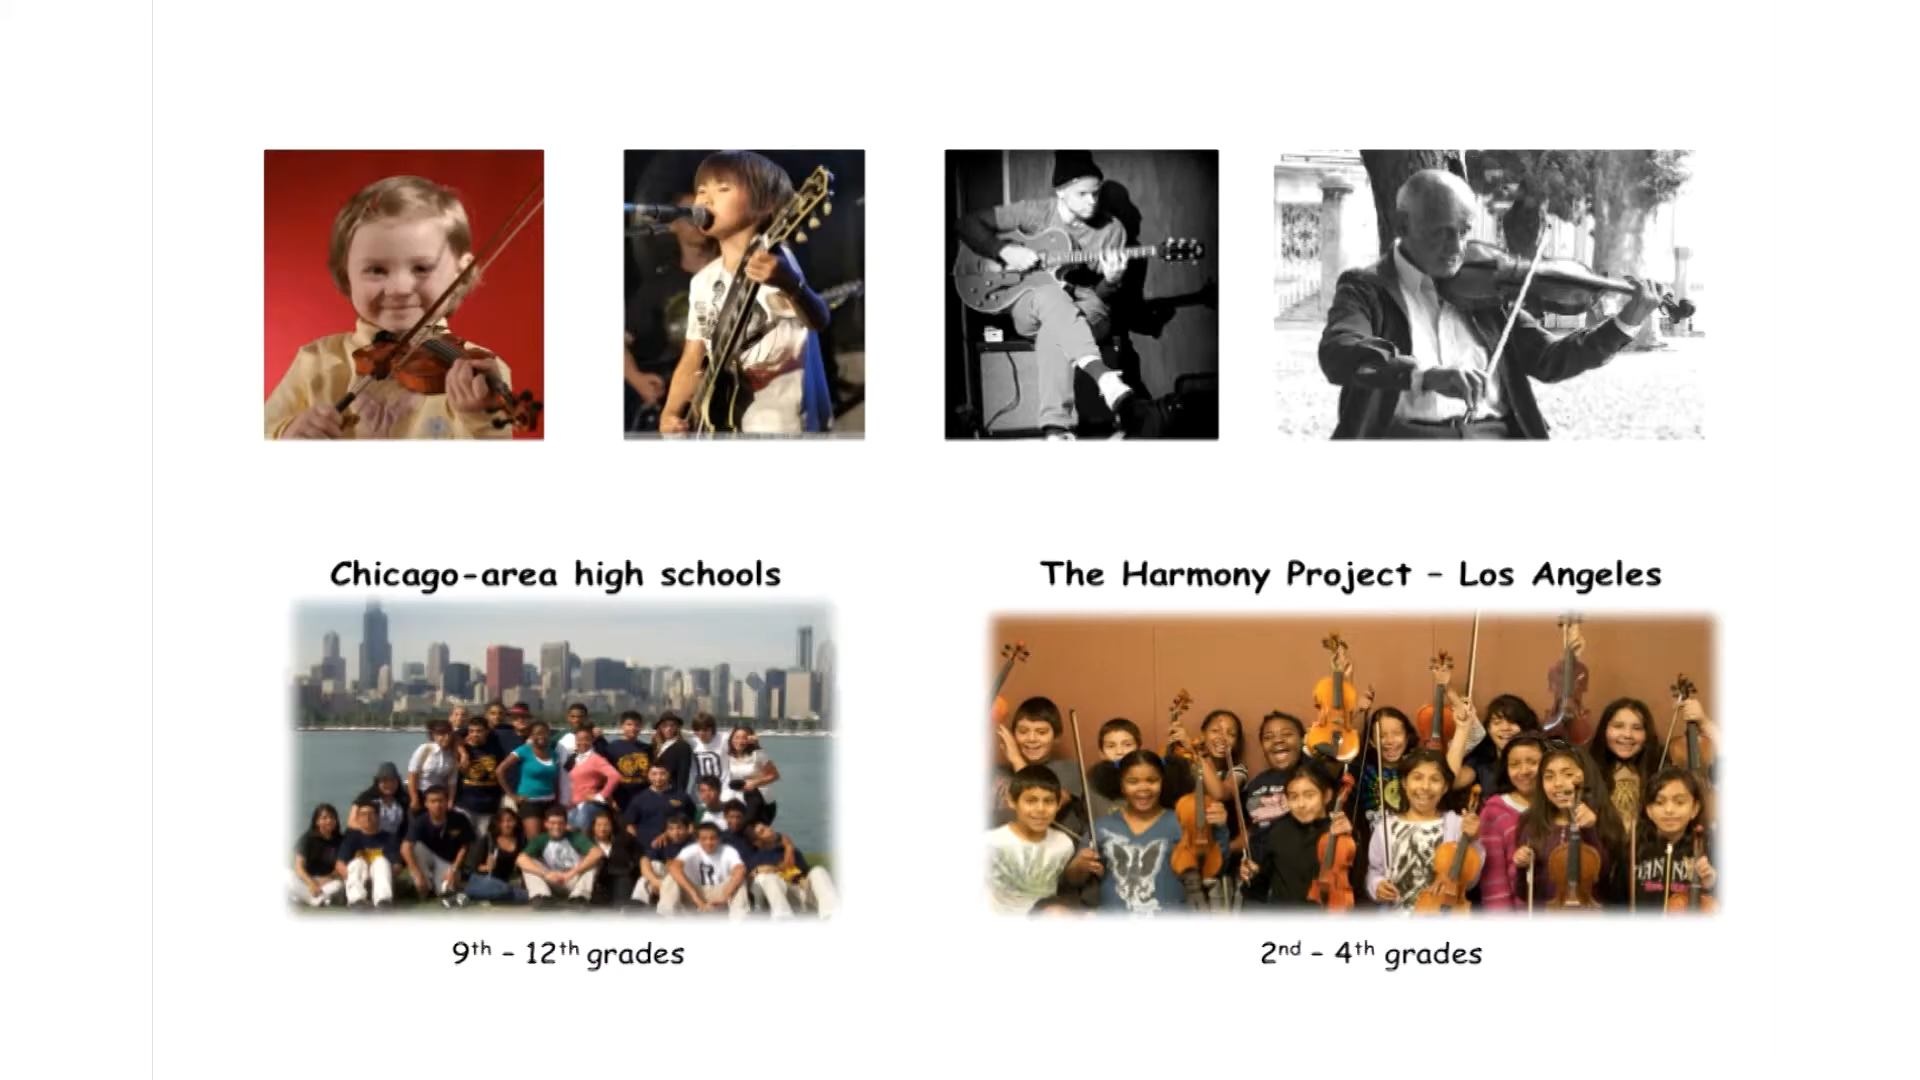 Chicago-area high schools
The Harmony Project – Los Angeles
R
9th – 12th grades
2nd – 4th grades